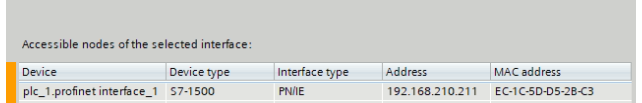 Accessible nodes of the selected interface:
Device Device type Interface type Address MAC address
plc_1.profinet interface_1 S7-1500 PN/IE 192.168.210.211 EC-1C-5D-D5-2B-C3